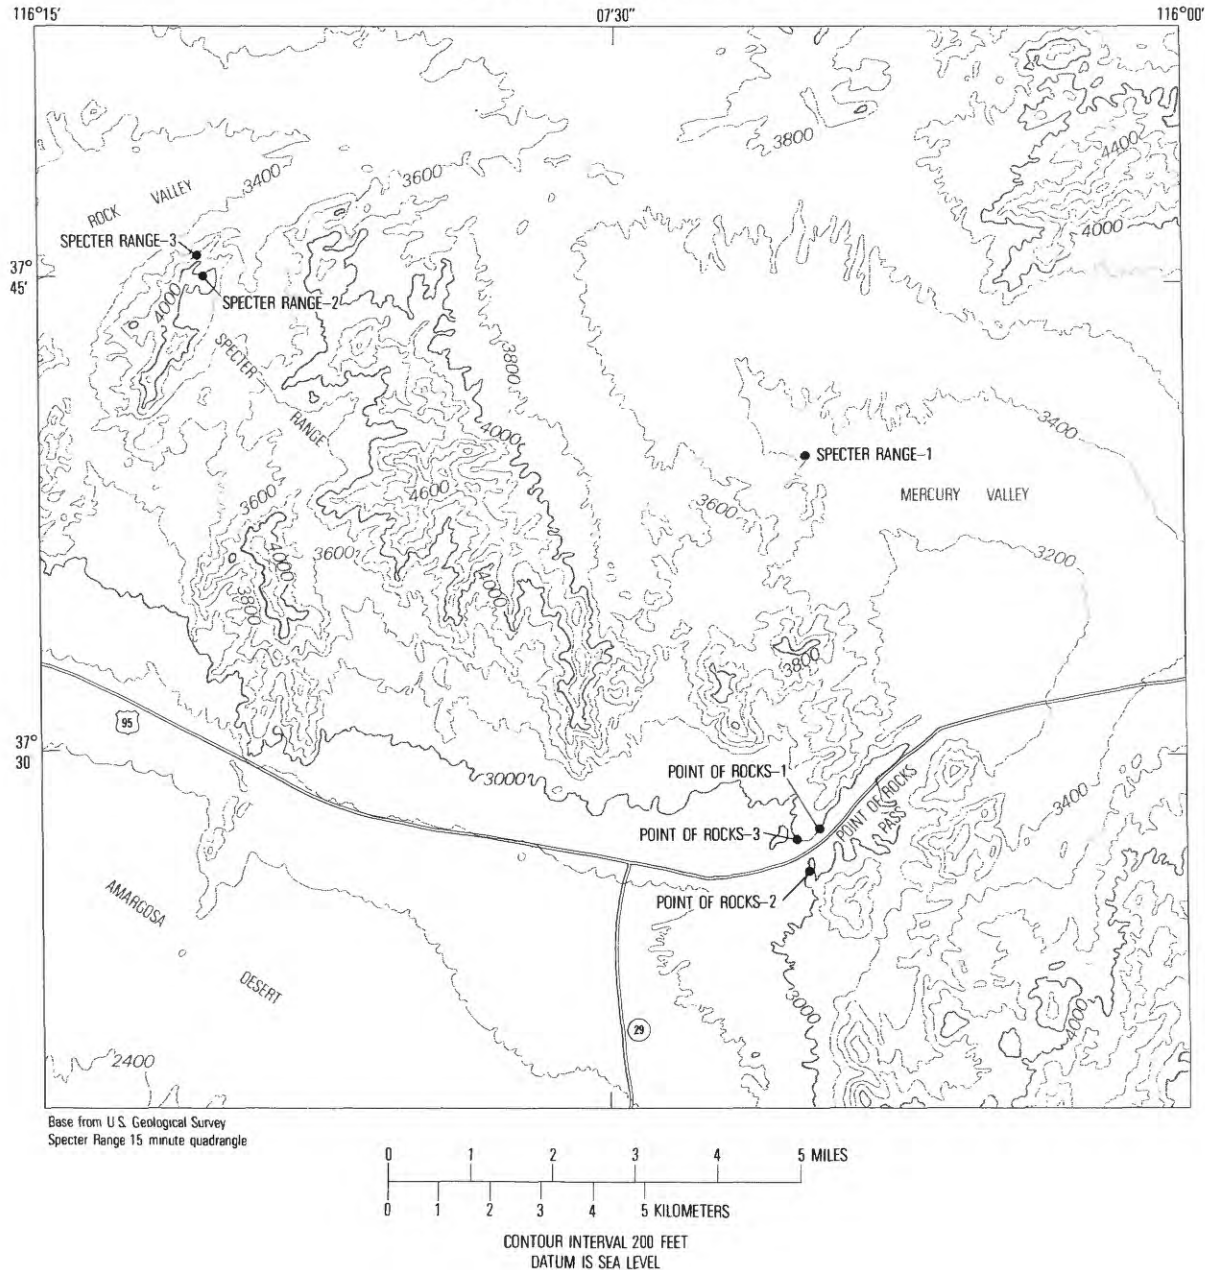 116°15'
07'30"
116°00'
3800
4400
3400
3600
ROCK VALLEY
SPECTER RANGE-3
4000
37°
45'
4000
SPECTER RANGE-2
SPECTER
RANGE
3800
4000
3400
SPECTER RANGE-1
4600
MERCURY VALLEY
3600
3600
3600
4000
3200
4000
3800
3800
95
37°
30
3000
POINT OF ROCKS-1
POINT OF ROCKS
PASS
3400
POINT OF ROCKS-3
POINT OF ROCKS-2
AMARGOSA
DESERT
3000
4000
29
2400
Base from U.S. Geological Survey
Specter Range 15 minute quadrangle
0 1 2 3 4 5 MILES
0 1 2 3 4 5 KILOMETERS
CONTOUR INTERVAL 200 FEET
DATUM IS SEA LEVEL